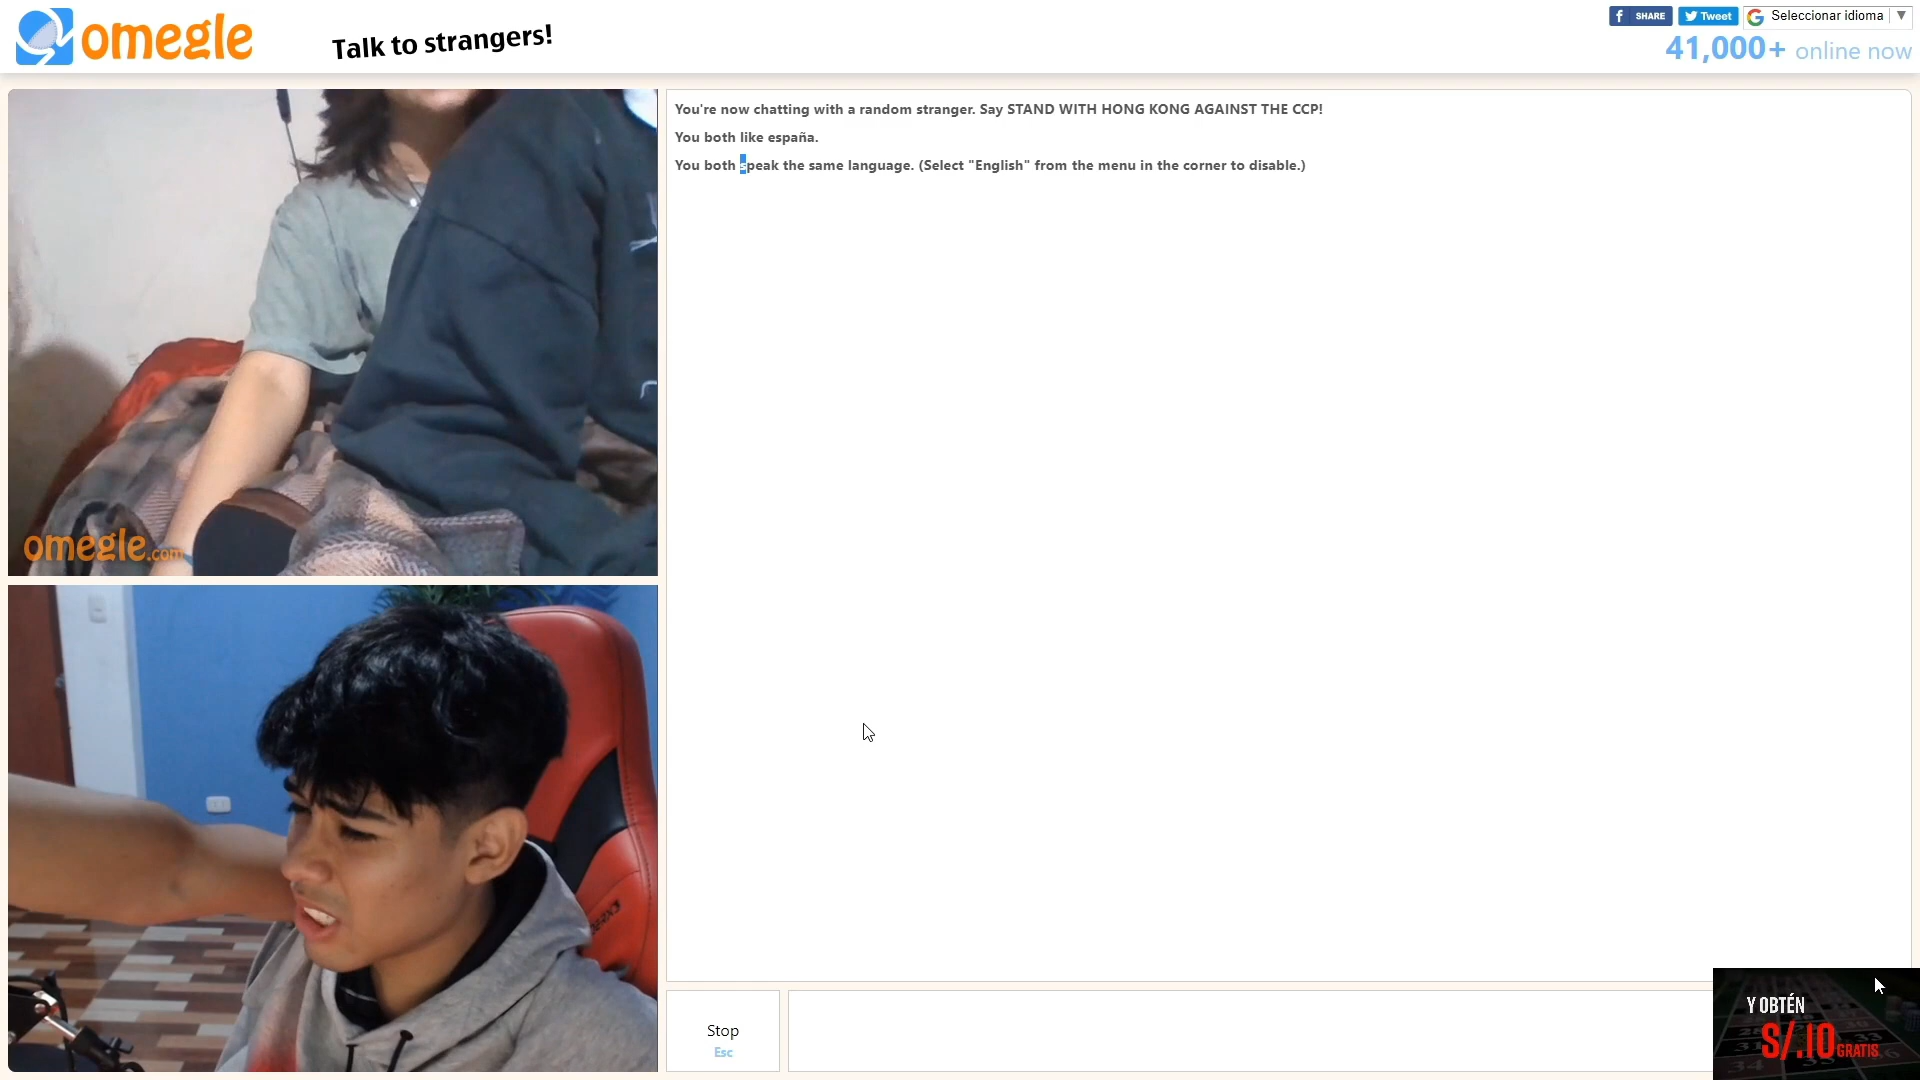 omegle
Talk to strangers!
SHARE
Tweet
Seleccionar idioma
41,000+ online now
You're now chatting with a random stranger. Say STAND WITH HONG KONG AGAINST THE CCP!
You both like españa.
You both speak the same language. (Select "English" from the menu in the corner to disable.)
omegle.com
Stop
Esc
Y OBTÉN
S/.10 GRATIS